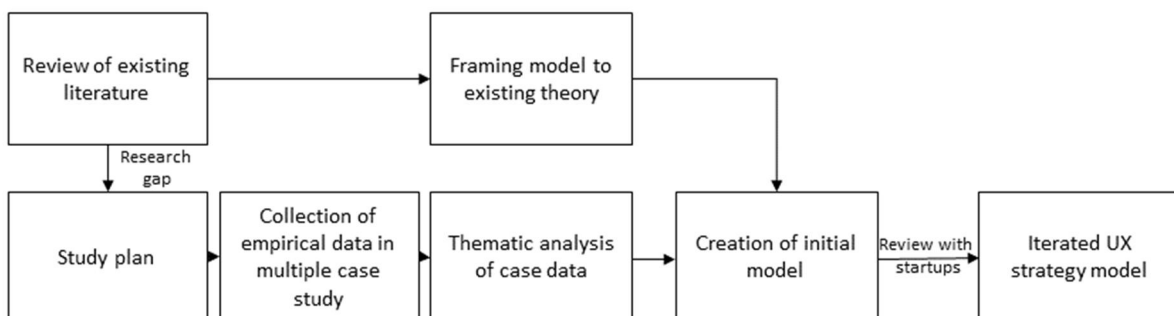 Review of existing
literature
Framing model to
existing theory
Research
gap
Study plan
Collection of
empirical data in
multiple case
study
Thematic analysis
of case data
Creation of initial
model
Review with
startups
Iterated UX
strategy model